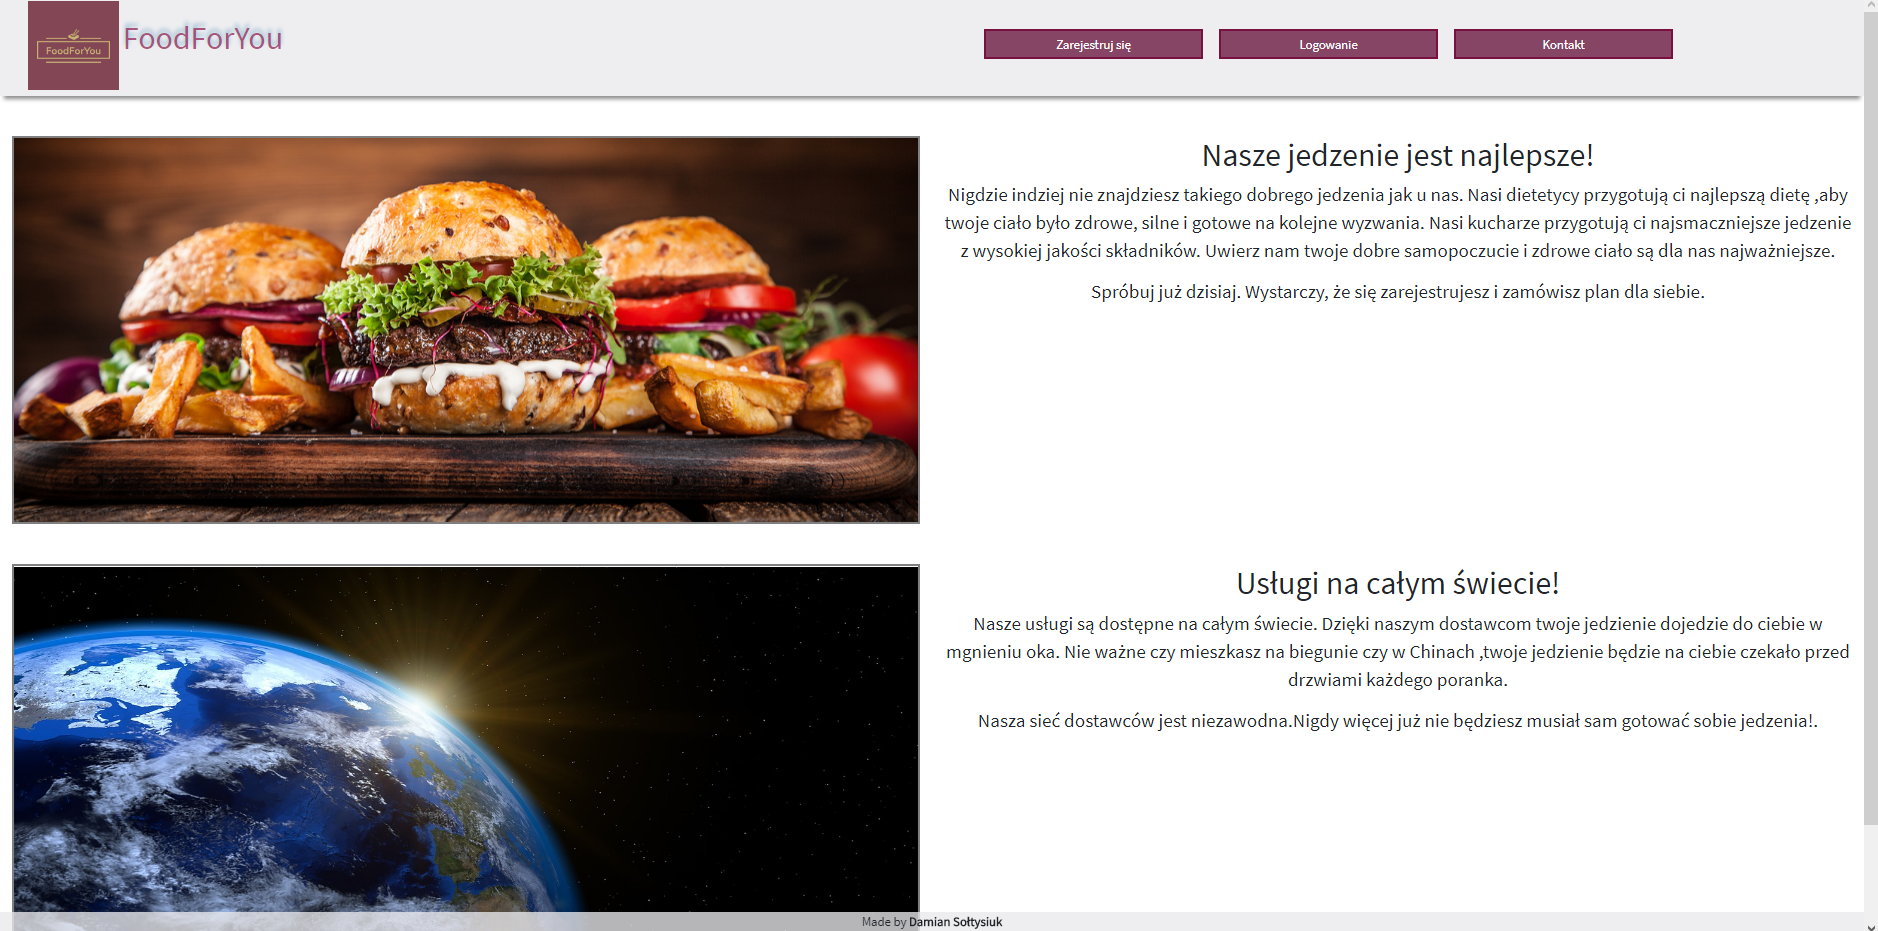 FoodForYou
FoodForYou
Zarejestruj się
Logowanie
Kontakt
Nasze jedzenie jest najlepsze!
Nigdzie indziej nie znajdziesz takiego dobrego jedzenia jak u nas. Nasi dietetycy przygotują ci najlepszą dietę ,aby
twoje ciało było zdrowe, silne i gotowe na kolejne wyzwania. Nasi kucharze przygotują ci najsmaczniejsze jedzenie
z wysokiej jakości składników. Uwierz nam twoje dobre samopoczucie i zdrowe ciało są dla nas najważniejsze.
Spróbuj już dzisiaj. Wystarczy, że się zarejestrujesz i zamówisz plan dla siebie.
Usługi na całym świecie!
Nasze usługi są dostępne na całym świecie. Dzięki naszym dostawcom twoje jedzienie dojedzie do ciebie w
mgnieniu oka. Nie ważne czy mieszkasz na biegunie czy w Chinach ,twoje jedzienie będzie na ciebie czekało przed
drzwiami każdego poranka.
Nasza sieć dostawców jest niezawodna.Nigdy więcej już nie będziesz musiał sam gotować sobie jedzenia!.
Made by Damian Sołtysiuk